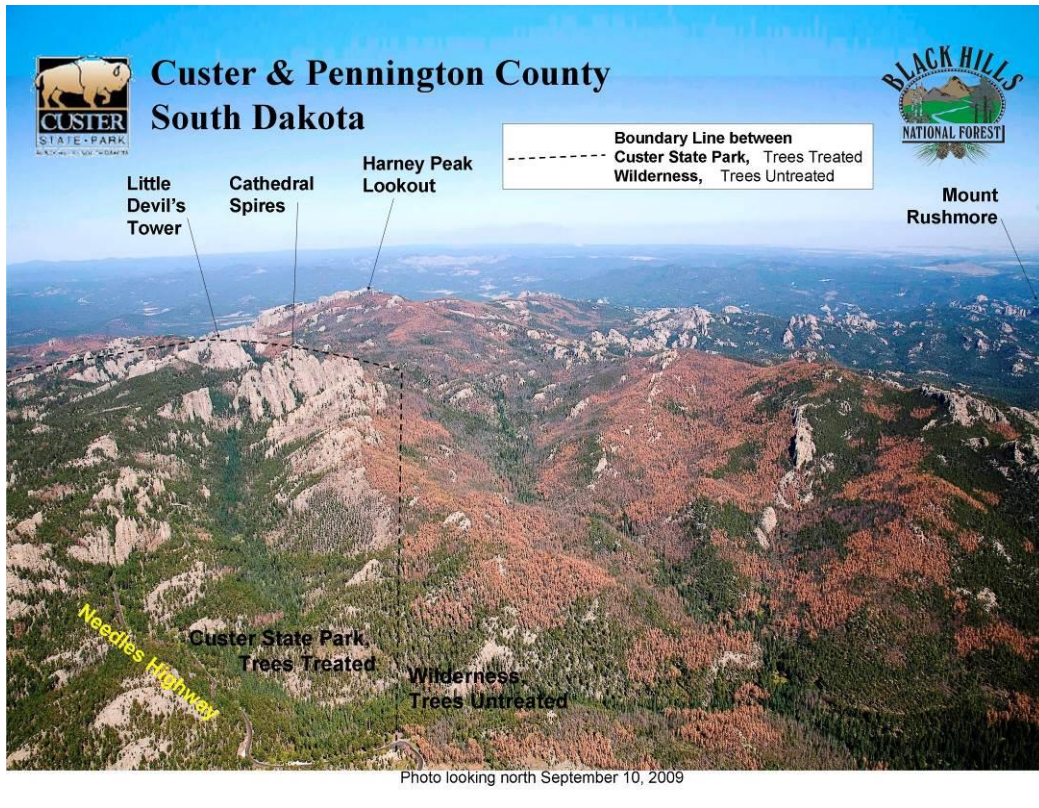 Custer & Pennington County
South Dakota
CUSTER
STATE • PARK
BLACK HILLS
NATIONAL FOREST
Boundary Line between
Custer State Park, Trees Treated
Wilderness, Trees Untreated
Harney Peak
Lookout
Little
Devil's
Tower
Cathedral
Spires
Mount
Rushmore
Needles Highway
Custer State Park,
Trees Treated
Wilderness,
Trees Untreated
Photo looking north September 10, 2009